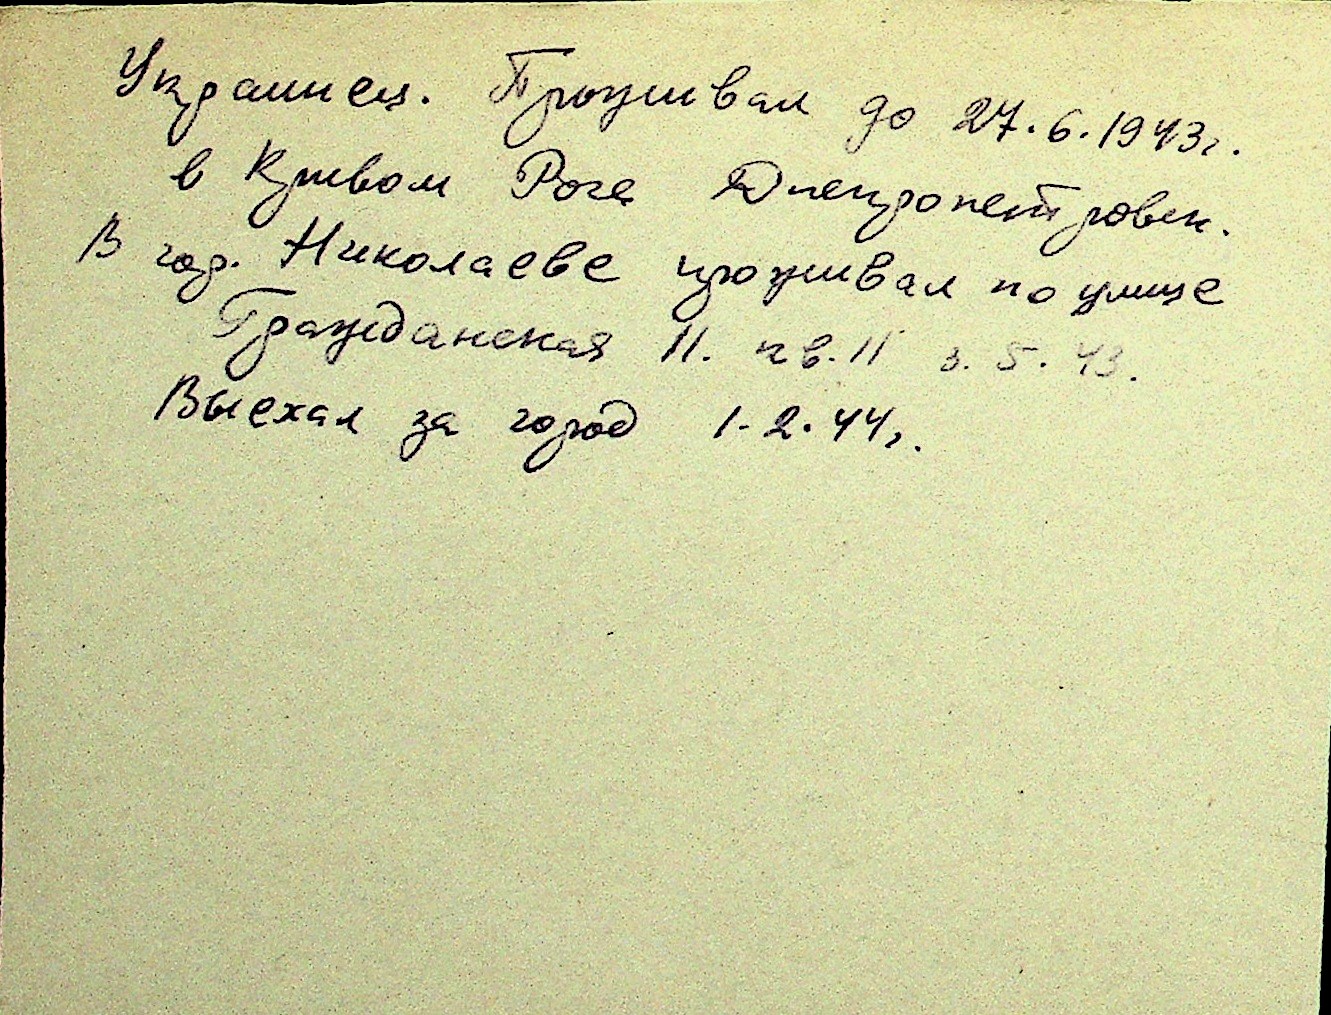 Украинец. Проживал до 27.6.1943г.
в Кривом Роге Днепропетровск.
В гор. Николаеве проживал по улице
Гражданская 11. кв. 11 з. 5. 43.
Выехал за город 1.2.44г.